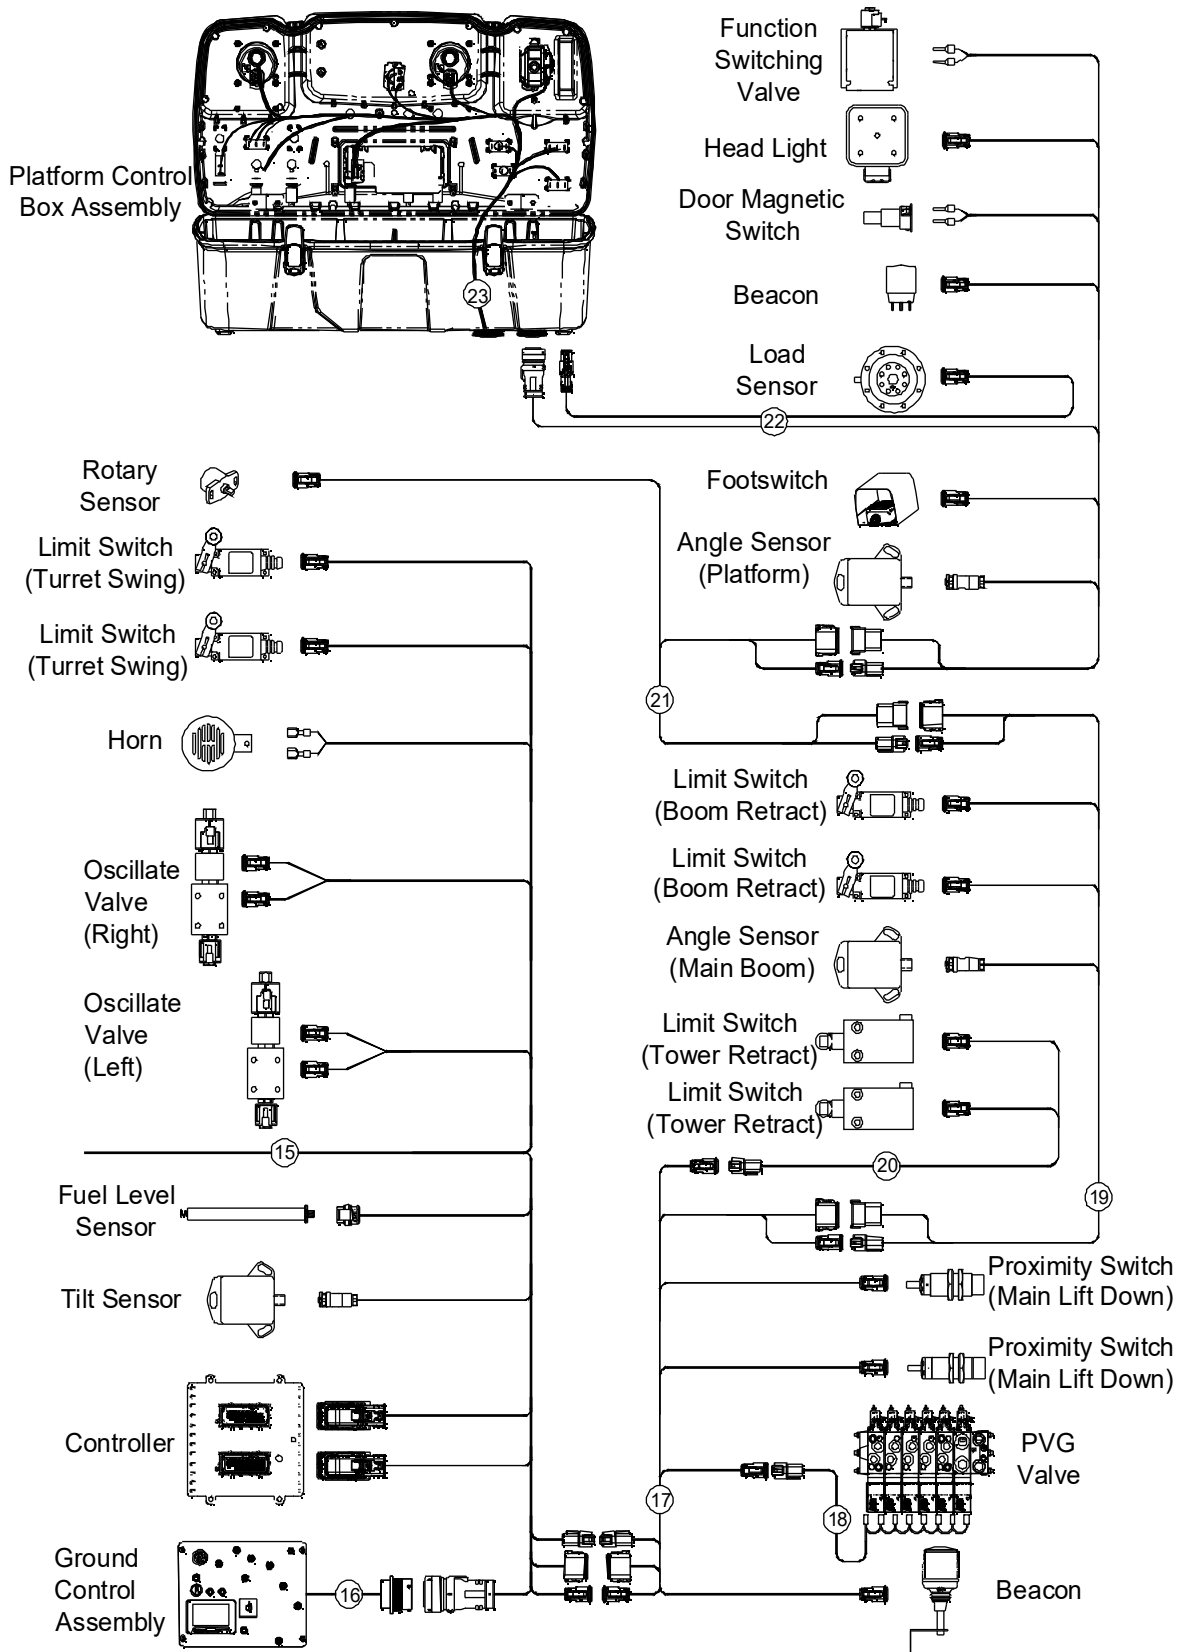 Function
Switching
Valve
Head Light
Platform Control
Box Assembly
Door Magnetic
Switch
Beacon
23
Load
Sensor
22
Rotary
Sensor
Footswitch
Limit Switch
(Turret Swing)
Angle Sensor
(Platform)
Limit Switch
(Turret Swing)
21
Horn
Limit Switch
(Boom Retract)
Oscillate
Valve
(Right)
Limit Switch
(Boom Retract)
Angle Sensor
(Main Boom)
Oscillate
Valve
(Left)
Limit Switch
(Tower Retract)
Limit Switch
(Tower Retract)
15
20
19
Fuel Level
Sensor
Tilt Sensor
Proximity Switch
(Main Lift Down)
Proximity Switch
(Main Lift Down)
Controller
PVG
Valve
17
18
Ground
Control
Assembly
16
Beacon